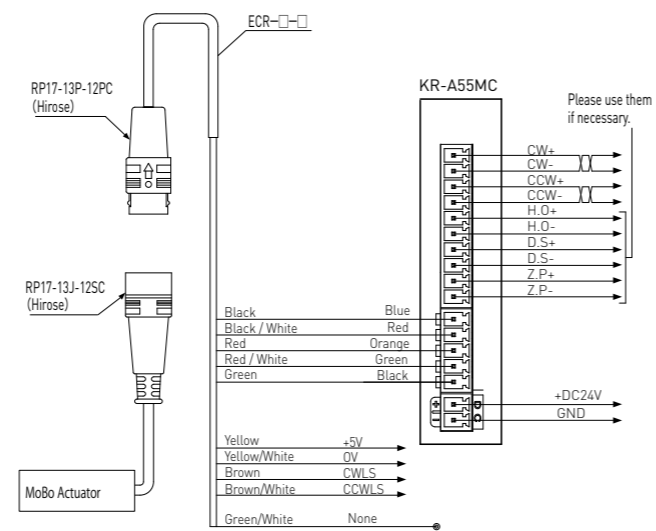 ECR-□-□
RP17-13P-12PC
(Hirose)
KR-A55MC
Please use them
if necessary.
CW+
CW-
CCW+
CCW-
H.O+
H.O-
D.S+
D.S-
Z.P+
Z.P-
RP17-13J-12SC
(Hirose)
Black Blue
Black / White Red
Red Orange
Red / White Green
Green Black
+ DC +DC24V
- GND
Yellow +5V
Yellow/White 0V
Brown CWLS
Brown/White CCWLS
Green/White None
MoBo Actuator